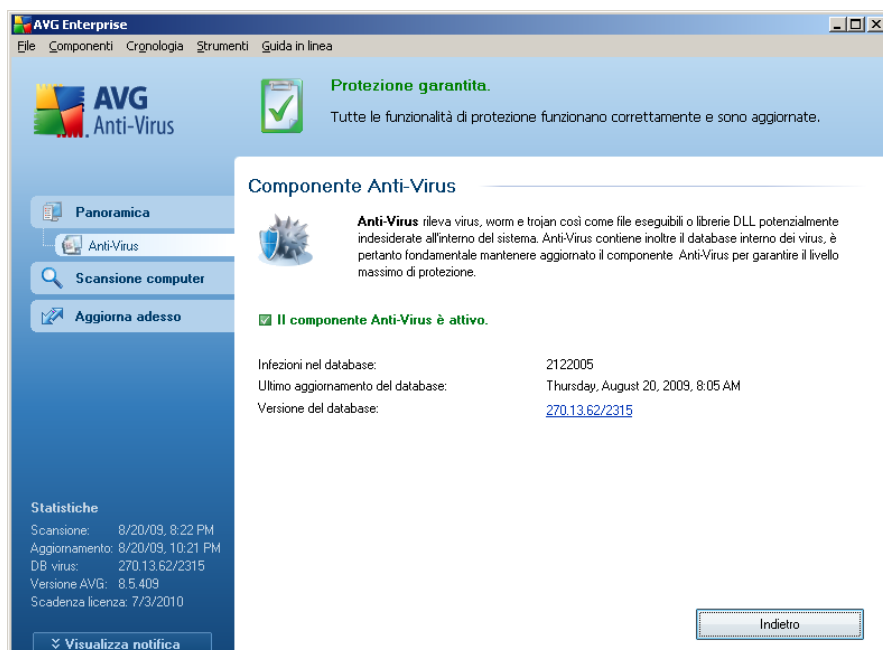 AVG Enterprise
File Componenti Cronologia Strumenti Guida in linea
AVG
Anti-Virus
Protezione garantita.
Tutte le funzionalità di protezione funzionano correttamente e sono aggiornate.
Panoramica
Anti-Virus
Scansione computer
Aggiorna adesso
Componente Anti-Virus
Anti-Virus rileva virus, worm e trojan così come file eseguibili o librerie DLL potenzialmente
indesiderate all'interno del sistema. Anti-Virus contiene inoltre il database interno dei virus, è
pertanto fondamentale mantenere aggiornato il componente Anti-Virus per garantire il livello
massimo di protezione.
Il componente Anti-Virus è attivo.
Infezioni nel database: 2122005
Ultimo aggiornamento del database: Thursday, August 20, 2009, 8:05 AM
Versione del database: 270.13.62/2315
Statistiche
Scansione: 8/20/09, 8:22 PM
Aggiornamento: 8/20/09, 10:21 PM
DB virus: 270.13.62/2315
Versione AVG: 8.5.409
Scadenza licenza: 7/3/2010
Visualizza notifica
Indietro